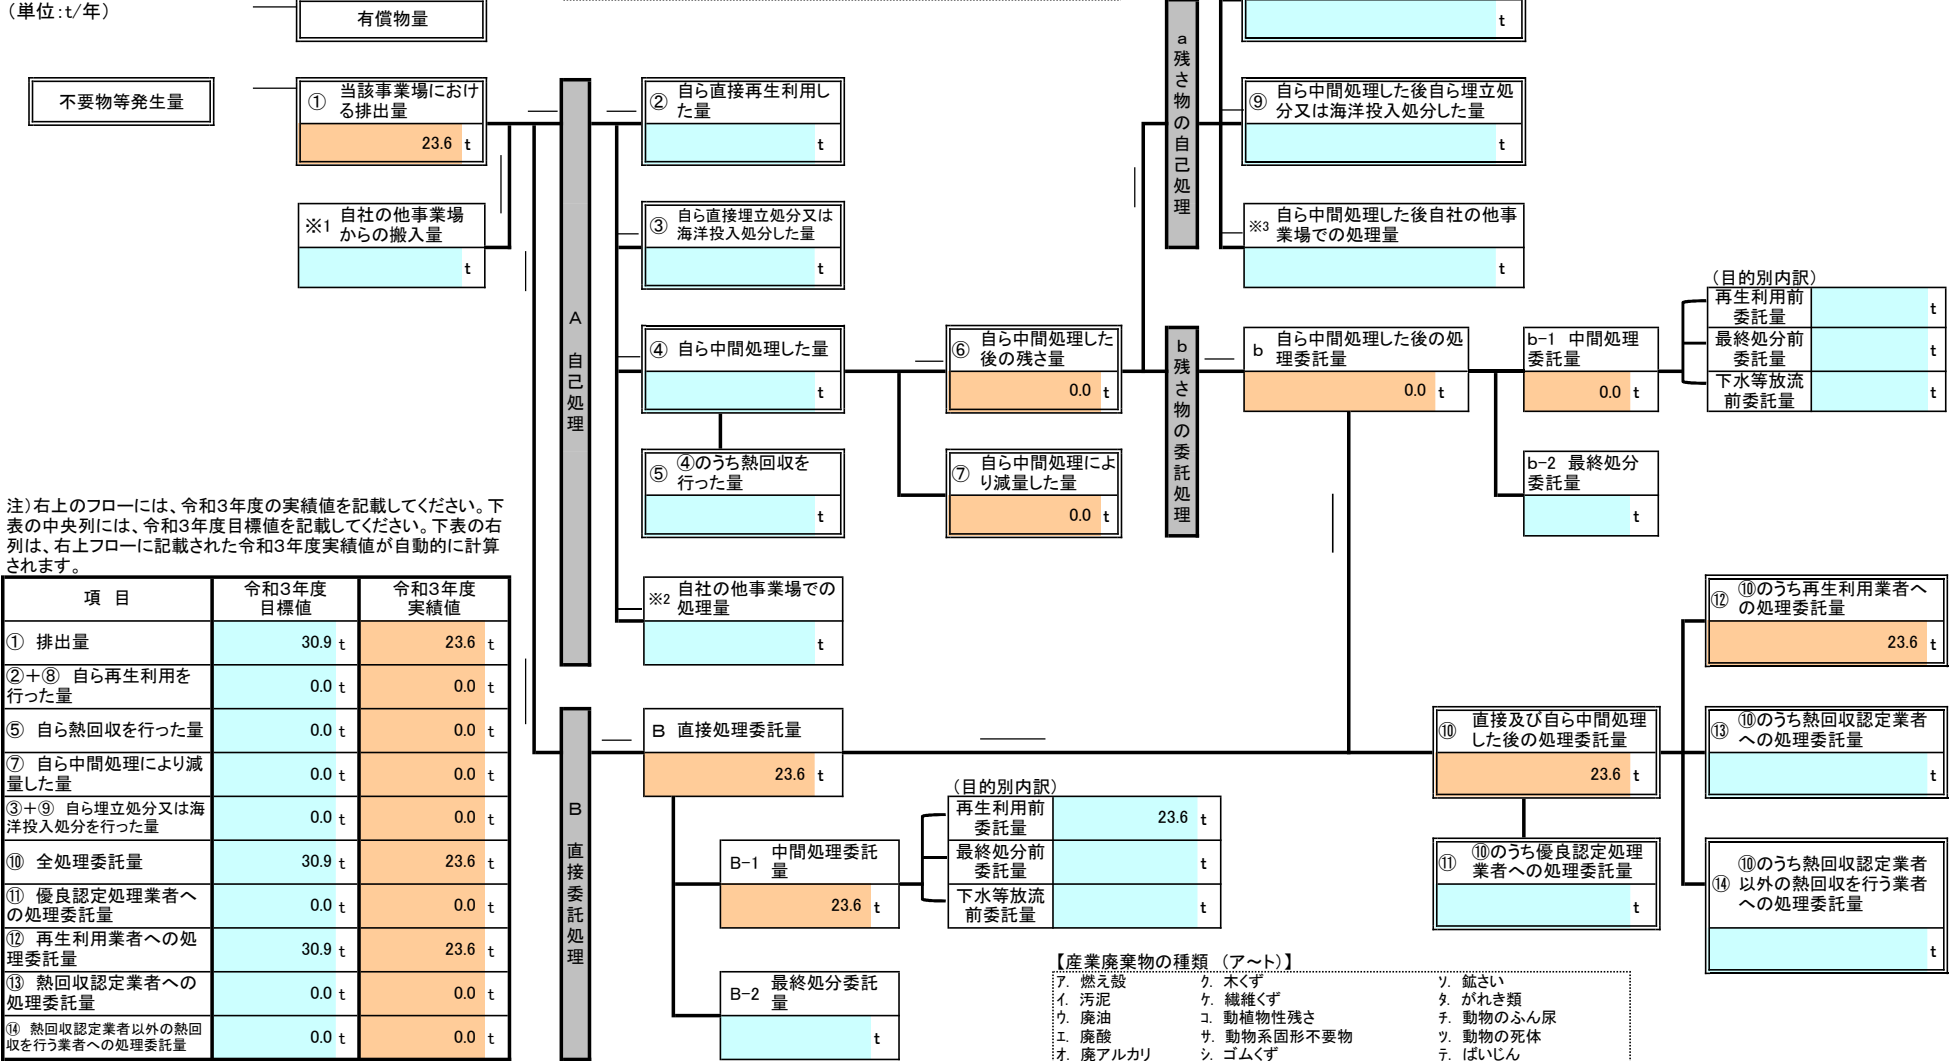 （単位：t/年）
有償物量
t
不要物等発生量
① 当該事業場におけ
る排出量
23.6 t
※1 自社の他事業場
からの搬入量
t
A 自己処理
② 自ら直接再生利用し
た量
t
③ 自ら直接埋立処分又は
海洋投入処分した量
t
④ 自ら中間処理した量
t
⑤ ④のうち熱回収を
行った量
t
※2 自社の他事業場での
処理量
t
⑥ 自ら中間処理した
後の残さ量
0.0 t
⑦ 自ら中間処理によ
り減量した量
0.0 t
a 残さ物の自己処理
⑨ 自ら中間処理した後自ら埋立処
分又は海洋投入処分した量
t
※3 自ら中間処理した後自社の他事
業場での処理量
t
b 残さ物の委託処理
b 自ら中間処理した後の処
理委託量
0.0 t
b-1 中間処理
委託量
0.0 t
b-2 最終処分
委託量
t
（目的別内訳）
再生利用前
委託量
t
最終処分前
委託量
t
下水等放流
前委託量
t
注）右上のフローには、令和3年度の実績値を記載してください。下
表の中央列には、令和3年度目標値を記載してください。下表の右
列は、右上フローに記載された令和3年度実績値が自動的に計算
されます。
項 目 令和3年度
目標値 令和3年度
実績値
① 排出量 30.9 t 23.6 t
②＋⑧ 自ら再生利用を
行った量 0.0 t 0.0 t
⑤ 自ら熱回収を行った量 0.0 t 0.0 t
⑦ 自ら中間処理により減
量した量 0.0 t 0.0 t
③＋⑨ 自ら埋立処分又は海
洋投入処分を行った量 0.0 t 0.0 t
⑩ 全処理委託量 30.9 t 23.6 t
⑪ 優良認定処理業者へ
の処理委託量 0.0 t 0.0 t
⑫ 再生利用業者への処
理委託量 30.9 t 23.6 t
⑬ 熱回収認定業者への
処理委託量 0.0 t 0.0 t
⑭ 熱回収認定業者以外の熱回
収を行う業者への処理委託量 0.0 t 0.0 t
B 直接委託処理
B 直接処理委託量
23.6 t
B-1 中間処理委託
量
23.6 t
B-2 最終処分委託
量
t
（目的別内訳）
再生利用前
委託量
23.6 t
最終処分前
委託量
t
下水等放流
前委託量
t
⑩ 直接及び自ら中間処理
した後の処理委託量
23.6 t
⑪ ⑩のうち優良認定処理
業者への処理委託量
t
⑫ ⑩のうち再生利用業者へ
の処理委託量
23.6 t
⑬ ⑩のうち熱回収認定業者
への処理委託量
t
⑭ ⑩のうち熱回収認定業者
以外の熱回収を行う業者
への処理委託量
t
【産業廃棄物の種類 （ア～ト）】
ア. 燃え殻 ク. 木くず ソ. 鉱さい
イ. 汚泥 ケ. 繊維くず タ. がれき類
ウ. 廃油 コ. 動植物性残さ チ. 動物のふん尿
エ. 廃酸 サ. 動物系固形不要物 ツ. 動物の死体
オ. 廃アルカリ シ. ゴムくず テ. ばいじん